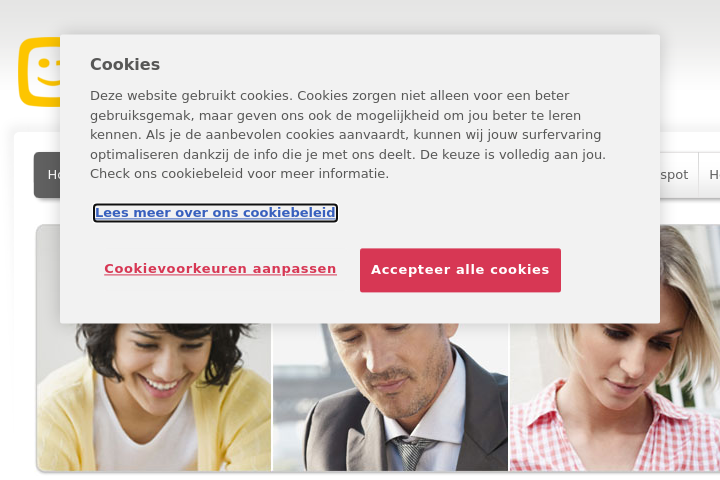 Cookies
Deze website gebruikt cookies. Cookies zorgen niet alleen voor een beter
gebruiksgemak, maar geven ons ook de mogelijkheid om jou beter te leren
kennen. Als je de aanbevolen cookies aanvaardt, kunnen wij jouw surfervaring
optimaliseren dankzij de info die je met ons deelt. De keuze is volledig aan jou.
Check ons cookiebeleid voor meer informatie.
Lees meer over ons cookiebeleid
Cookievoorkeuren aanpassen
Accepteer alle cookies